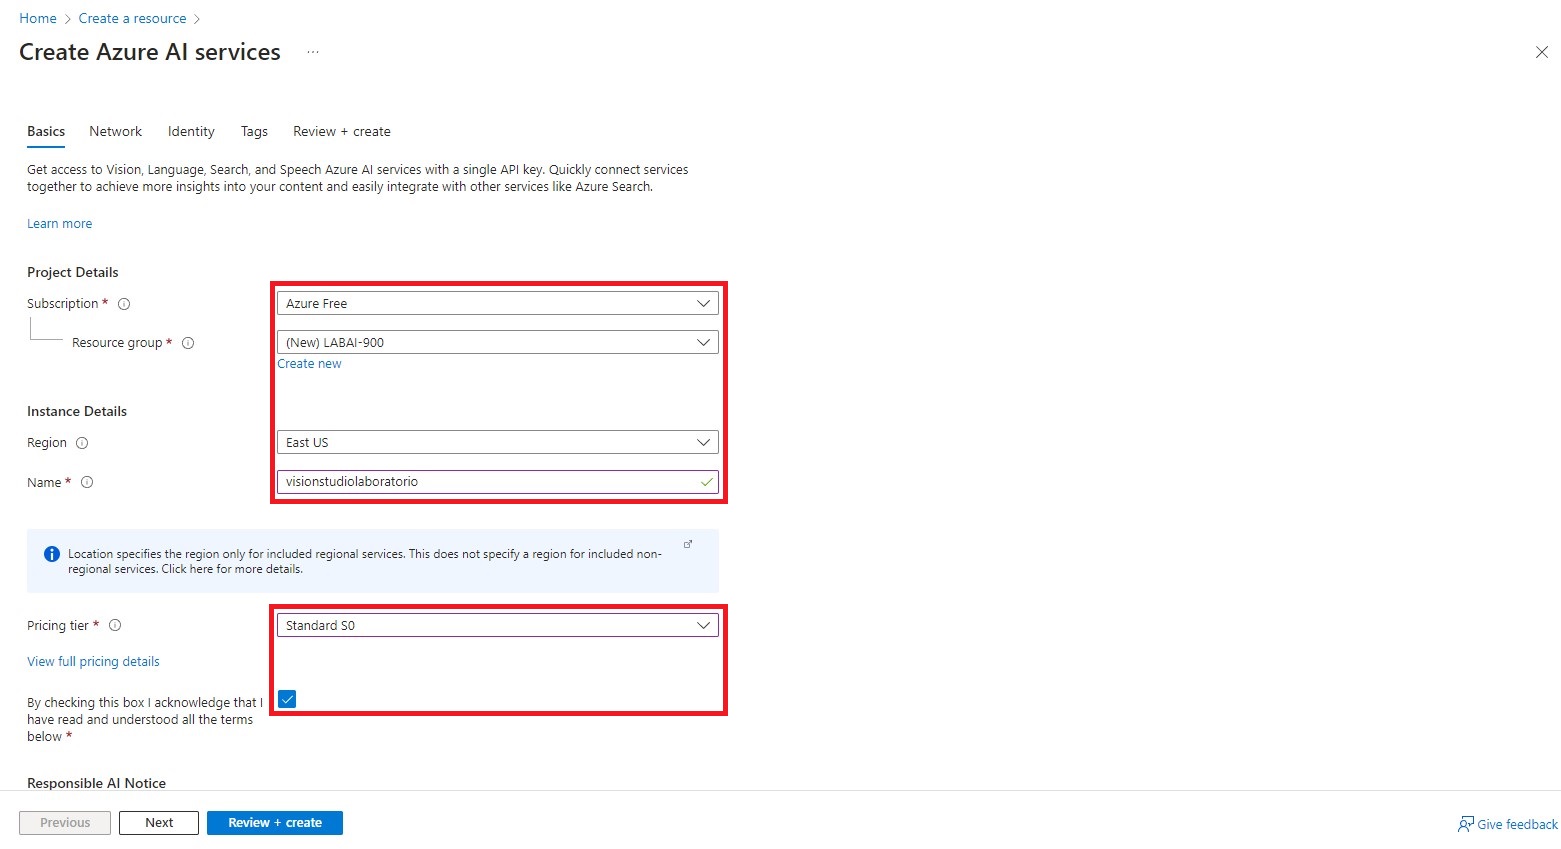 Home > Create a resource >
Create Azure AI services ...
Basics Network Identity Tags Review + create
Get access to Vision, Language, Search, and Speech Azure AI services with a single API key. Quickly connect services
together to achieve more insights into your content and easily integrate with other services like Azure Search.
Learn more
Project Details
Subscription * Azure Free
Resource group * (New) LABAI-900
Create new
Instance Details
Region East US
Name * visionstudiolaboratorio
Location specifies the region only for included regional services. This does not specify a region for included non-
regional services. Click here for more details.
Pricing tier * Standard S0
View full pricing details
By checking this box I acknowledge that I
have read and understood all the terms
below *
Responsible AI Notice
Previous Next Review + create Give feedback